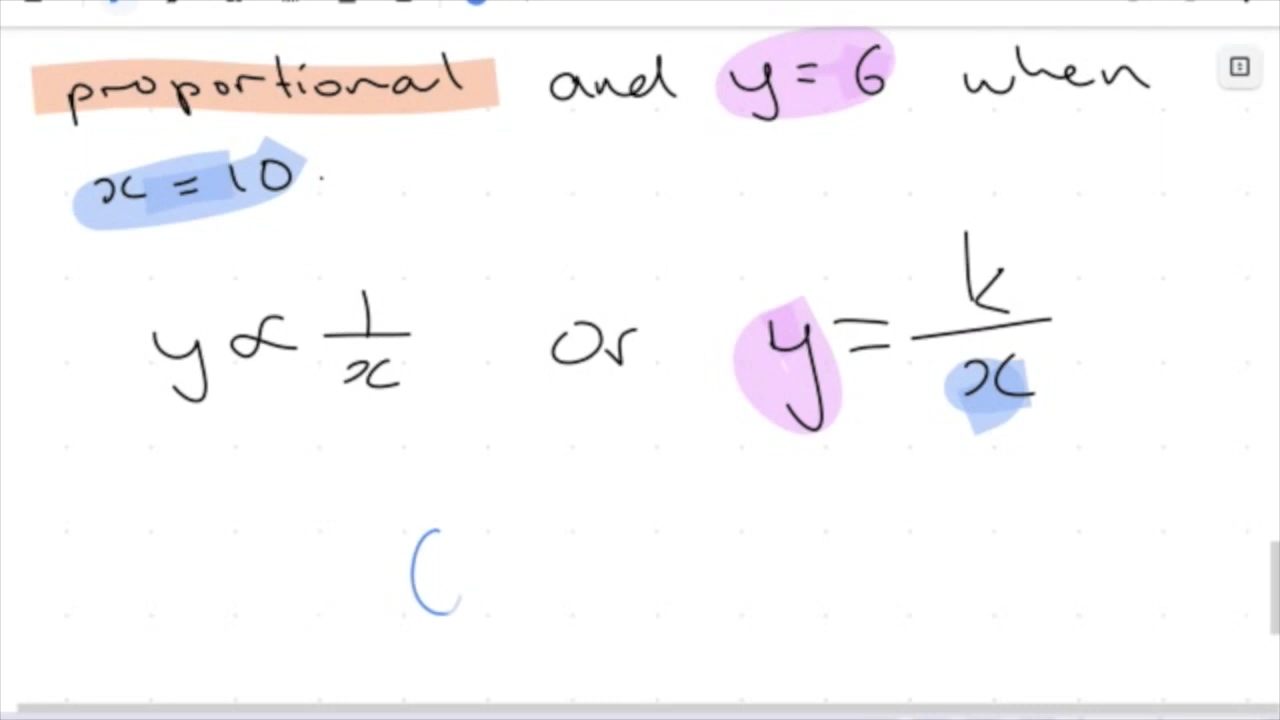 proportional and y = 6 when
x = 10.
y ∝ 1/x or y = k/x